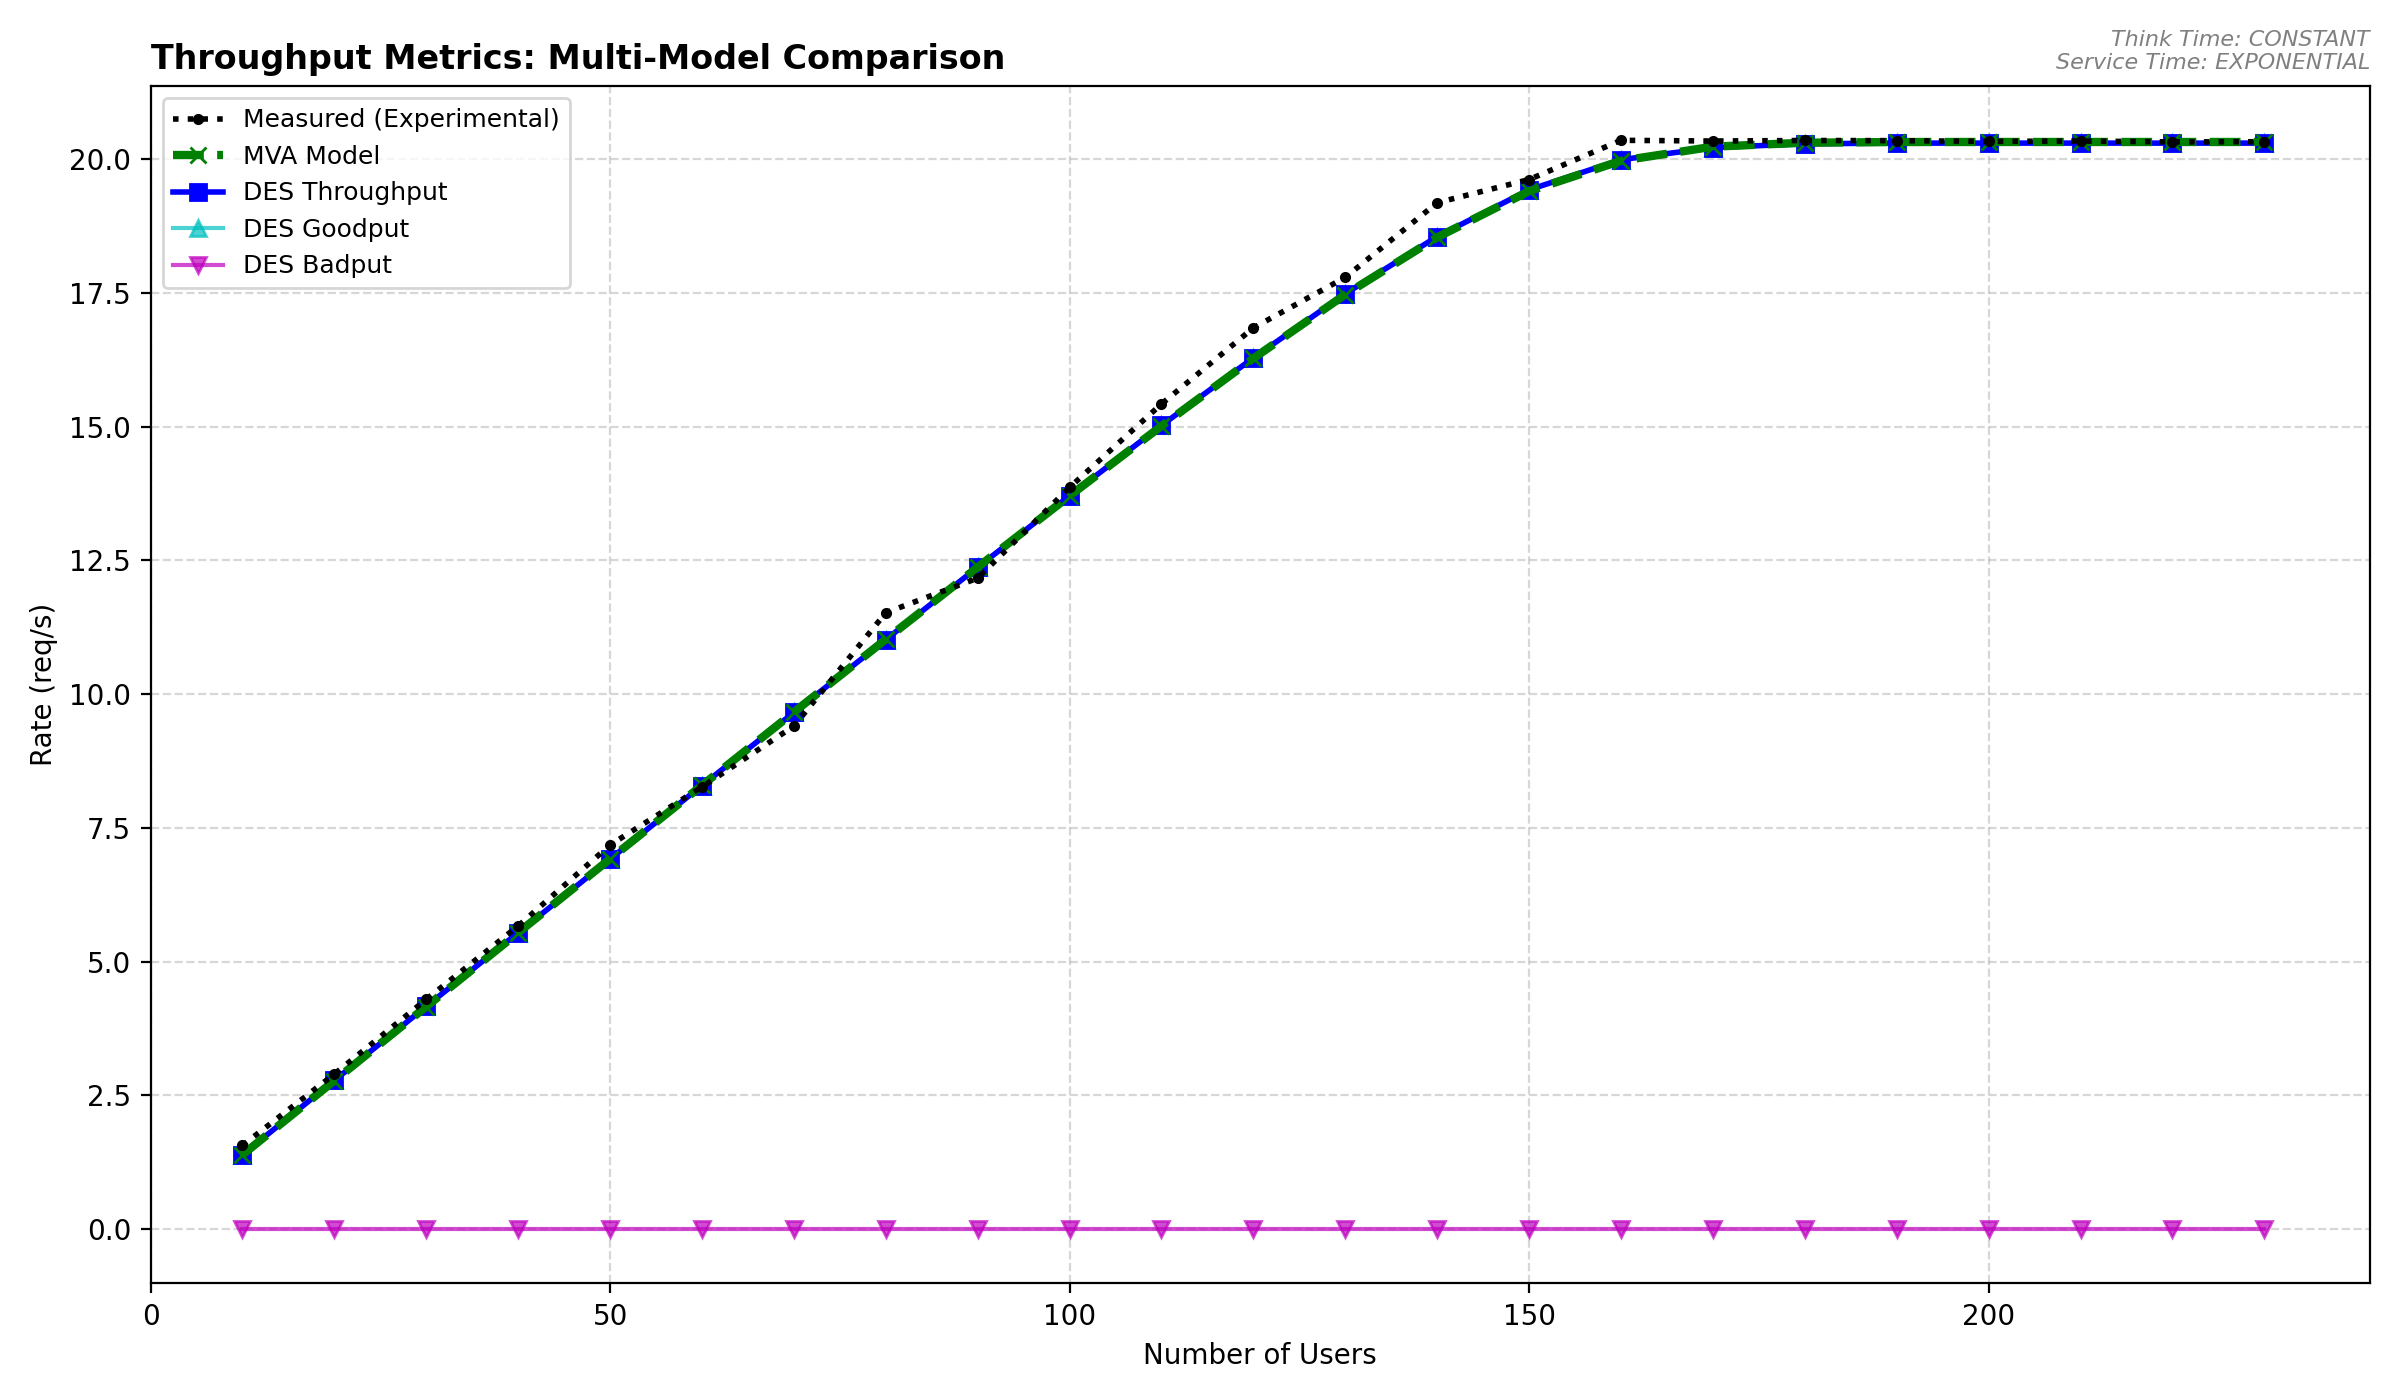 Think Time: CONSTANT
Service Time: EXPONENTIAL
Throughput Metrics: Multi-Model Comparison
Measured (Experimental)
MVA Model
DES Throughput
DES Goodput
DES Badput
Rate (req/s)
20.0
17.5
15.0
12.5
10.0
7.5
5.0
2.5
0.0
0 50 100 150 200
Number of Users